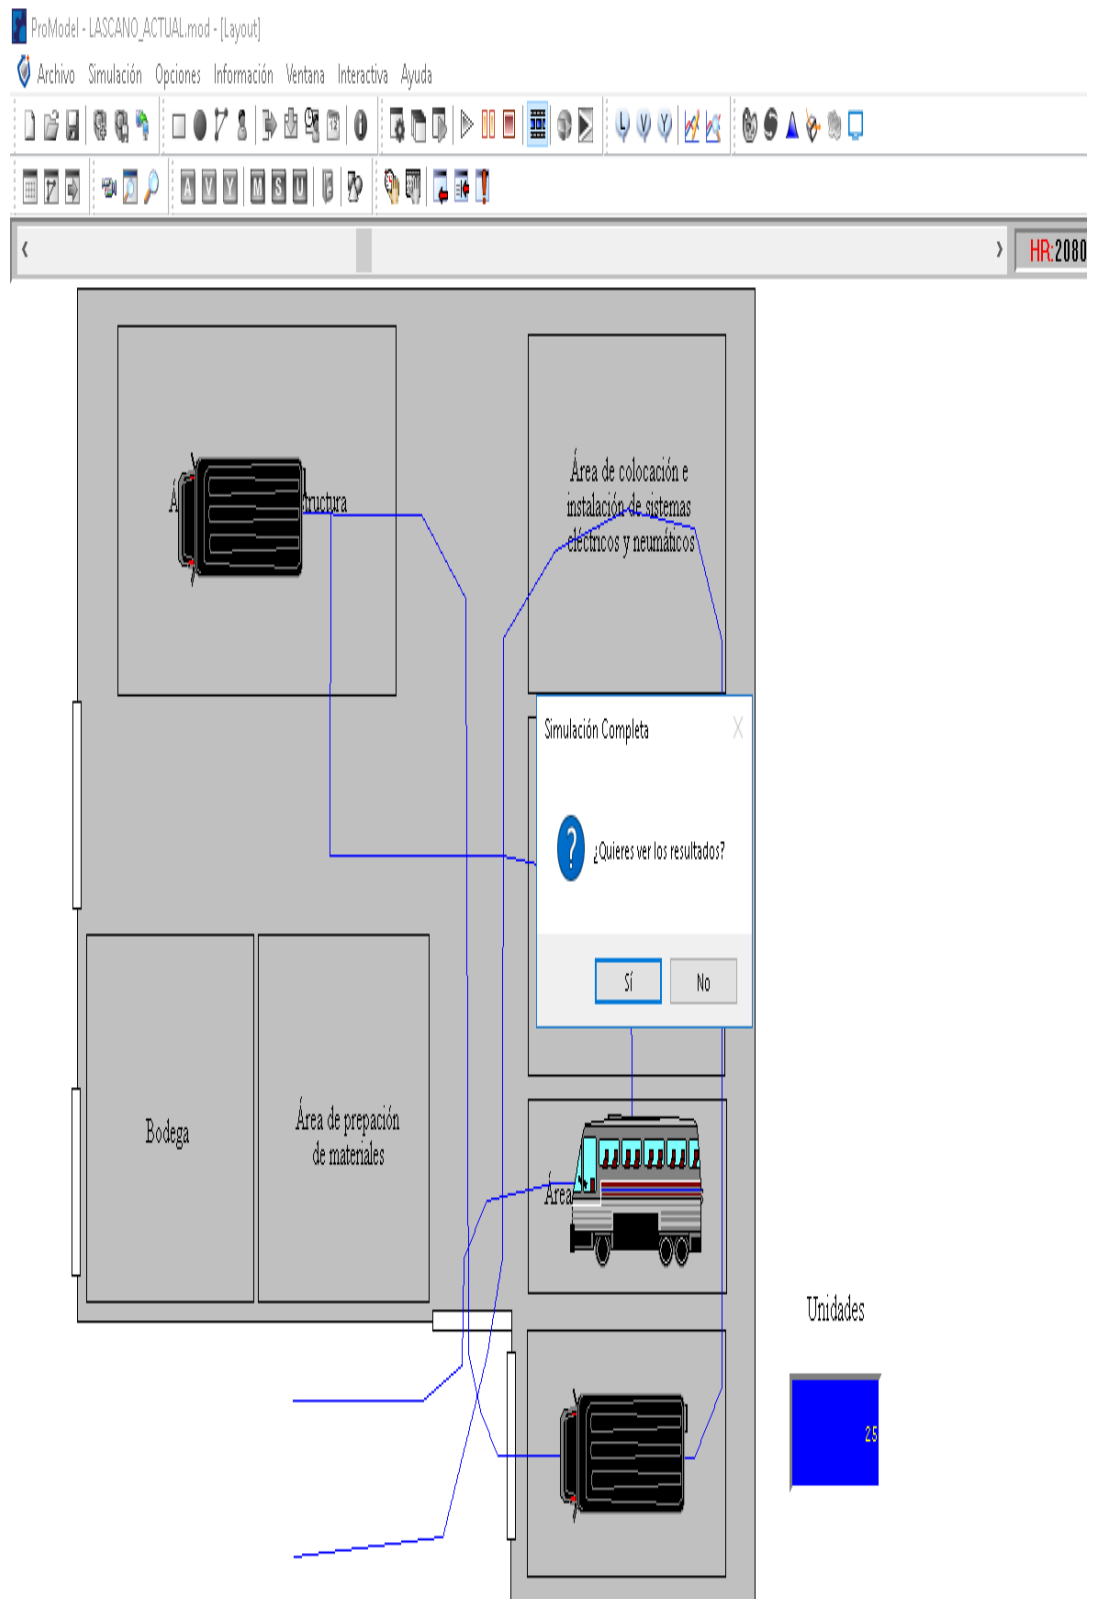 ProModel - LASCANO_ACTUAL.mod - [Layout]
Archivo Simulación Opciones Información Ventana Interactiva Ayuda
HR:2080
Área de colocación e
instalación de sistemas
eléctricos y neumáticos
Simulación Completa
¿Quieres ver los resultados?
Sí
No
Bodega
Área de prepación
de materiales
Área
Unidades
25